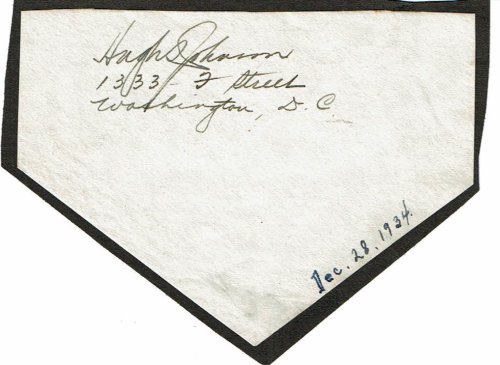 Hugh S Johnson
1333 - F Street
Washington, D. C
Dec. 28, 1934.